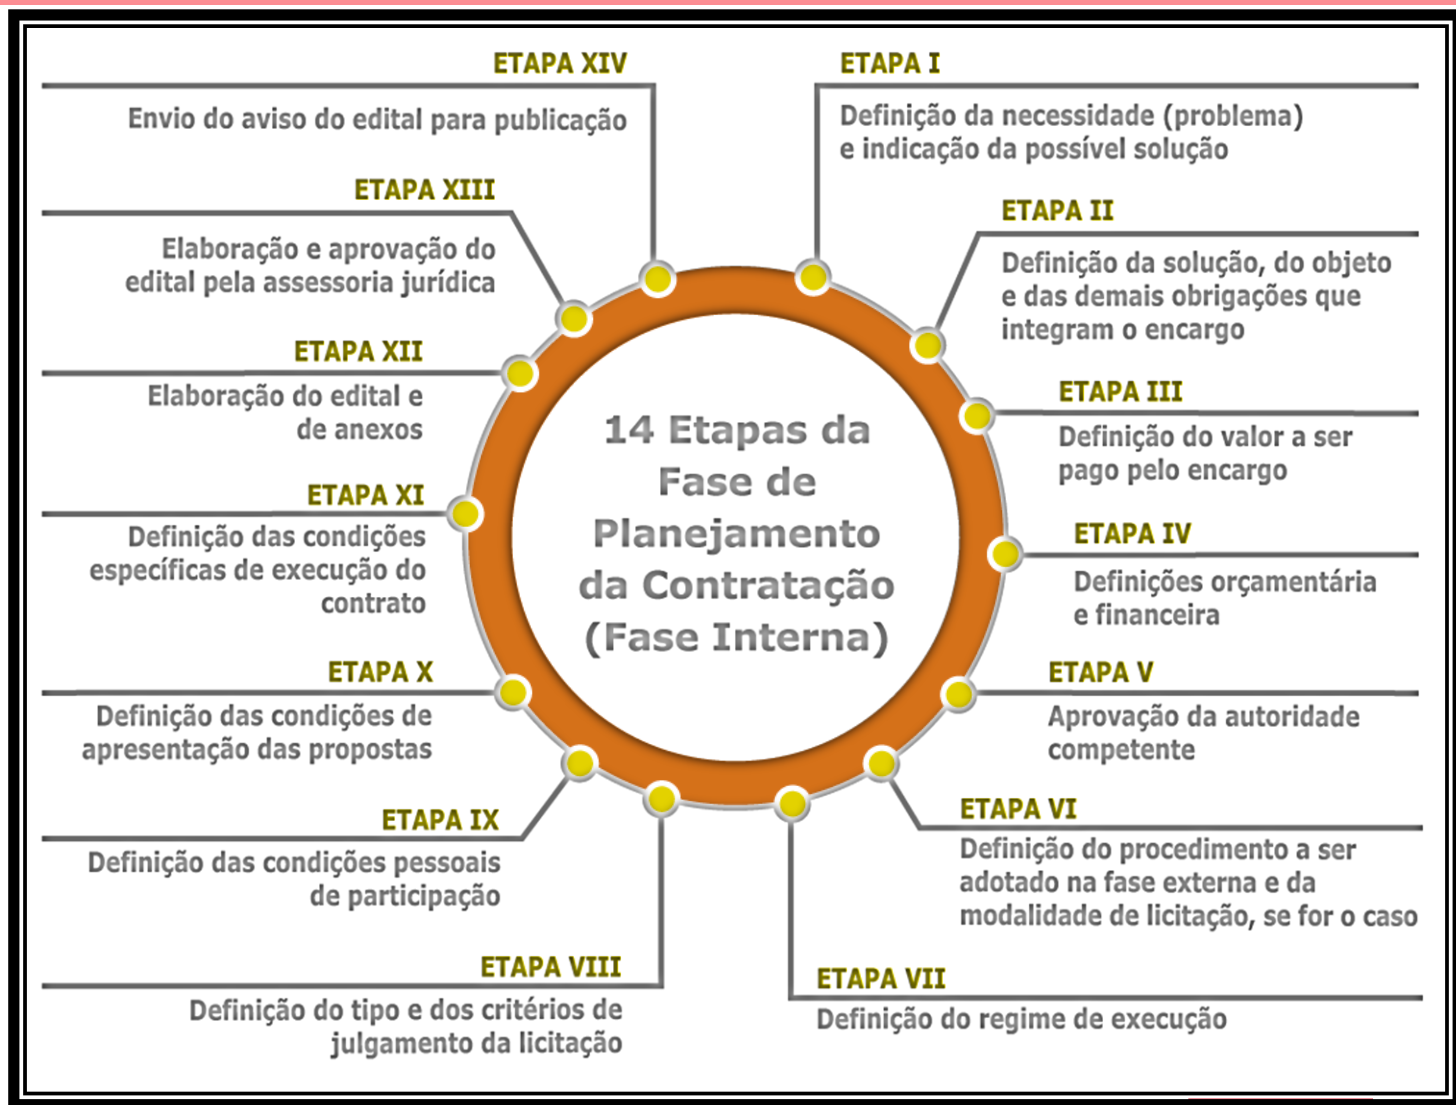 14 Etapas da
Fase de
Planejamento
da Contratação
(Fase Interna)
ETAPA I
Definição da necessidade (problema)
e indicação da possível solução
ETAPA II
Definição da solução, do objeto
e das demais obrigações que
integram o encargo
ETAPA III
Definição do valor a ser
pago pelo encargo
ETAPA IV
Definições orçamentária
e financeira
ETAPA V
Aprovação da autoridade
competente
ETAPA VI
Definição do procedimento a ser
adotado na fase externa e da
modalidade de licitação, se for o caso
ETAPA VII
Definição do regime de execução
ETAPA VIII
Definição do tipo e dos critérios de
julgamento da licitação
ETAPA IX
Definição das condições pessoais
de participação
ETAPA X
Definição das condições de
apresentação das propostas
ETAPA XI
Definição das condições
específicas de execução do
contrato
ETAPA XII
Elaboração do edital e
de anexos
ETAPA XIII
Elaboração e aprovação do
edital pela assessoria jurídica
ETAPA XIV
Envio do aviso do edital para publicação